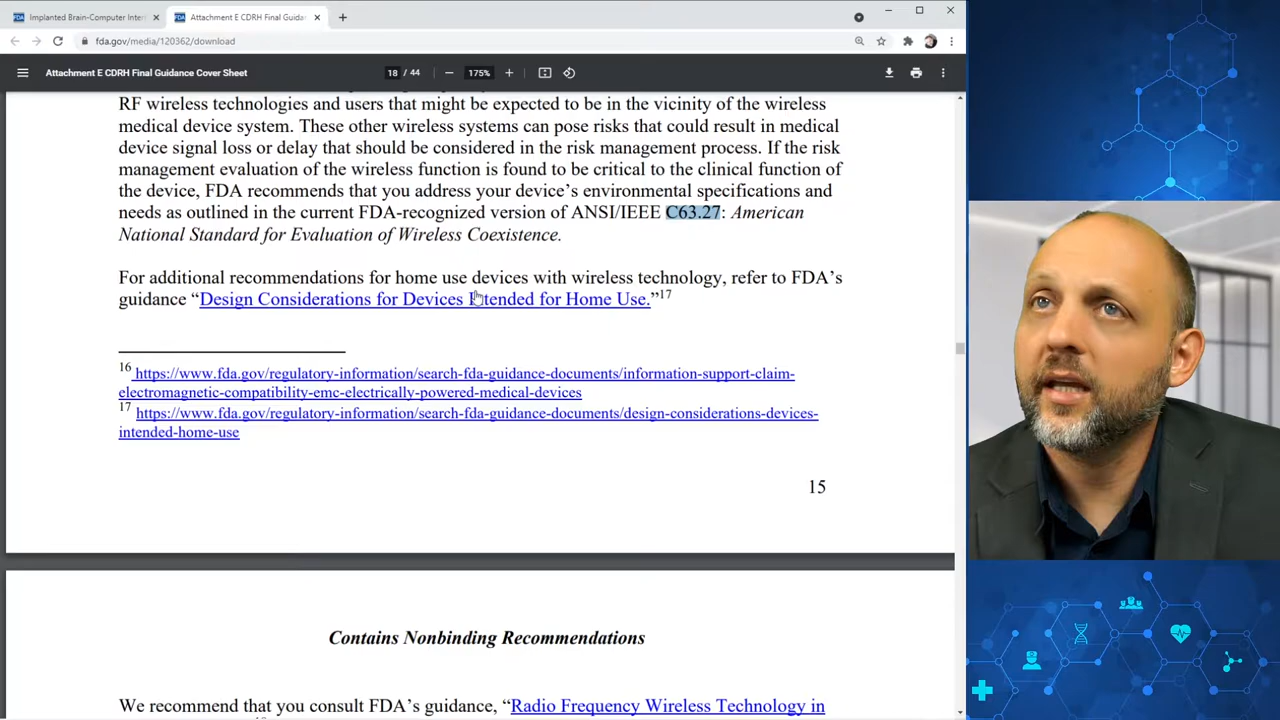 Implanted Brain-Computer Inter
Attachment E CDRH Final Guidan
fda.gov/media/120362/download
Attachment E CDRH Final Guidance Cover Sheet
18 / 44
175%
RF wireless technologies and users that might be expected to be in the vicinity of the wireless
medical device system. These other wireless systems can pose risks that could result in medical
device signal loss or delay that should be considered in the risk management process. If the risk
management evaluation of the wireless function is found to be critical to the clinical function of
the device, FDA recommends that you address your device’s environmental specifications and
needs as outlined in the current FDA-recognized version of ANSI/IEEE C63.27: American
National Standard for Evaluation of Wireless Coexistence.
For additional recommendations for home use devices with wireless technology, refer to FDA’s
guidance “Design Considerations for Devices Intended for Home Use.”17
16 https://www.fda.gov/regulatory-information/search-fda-guidance-documents/information-support-claim-
electromagnetic-compatibility-emc-electrically-powered-medical-devices
17 https://www.fda.gov/regulatory-information/search-fda-guidance-documents/design-considerations-devices-
intended-home-use
15
Contains Nonbinding Recommendations
We recommend that you consult FDA’s guidance, “Radio Frequency Wireless Technology in